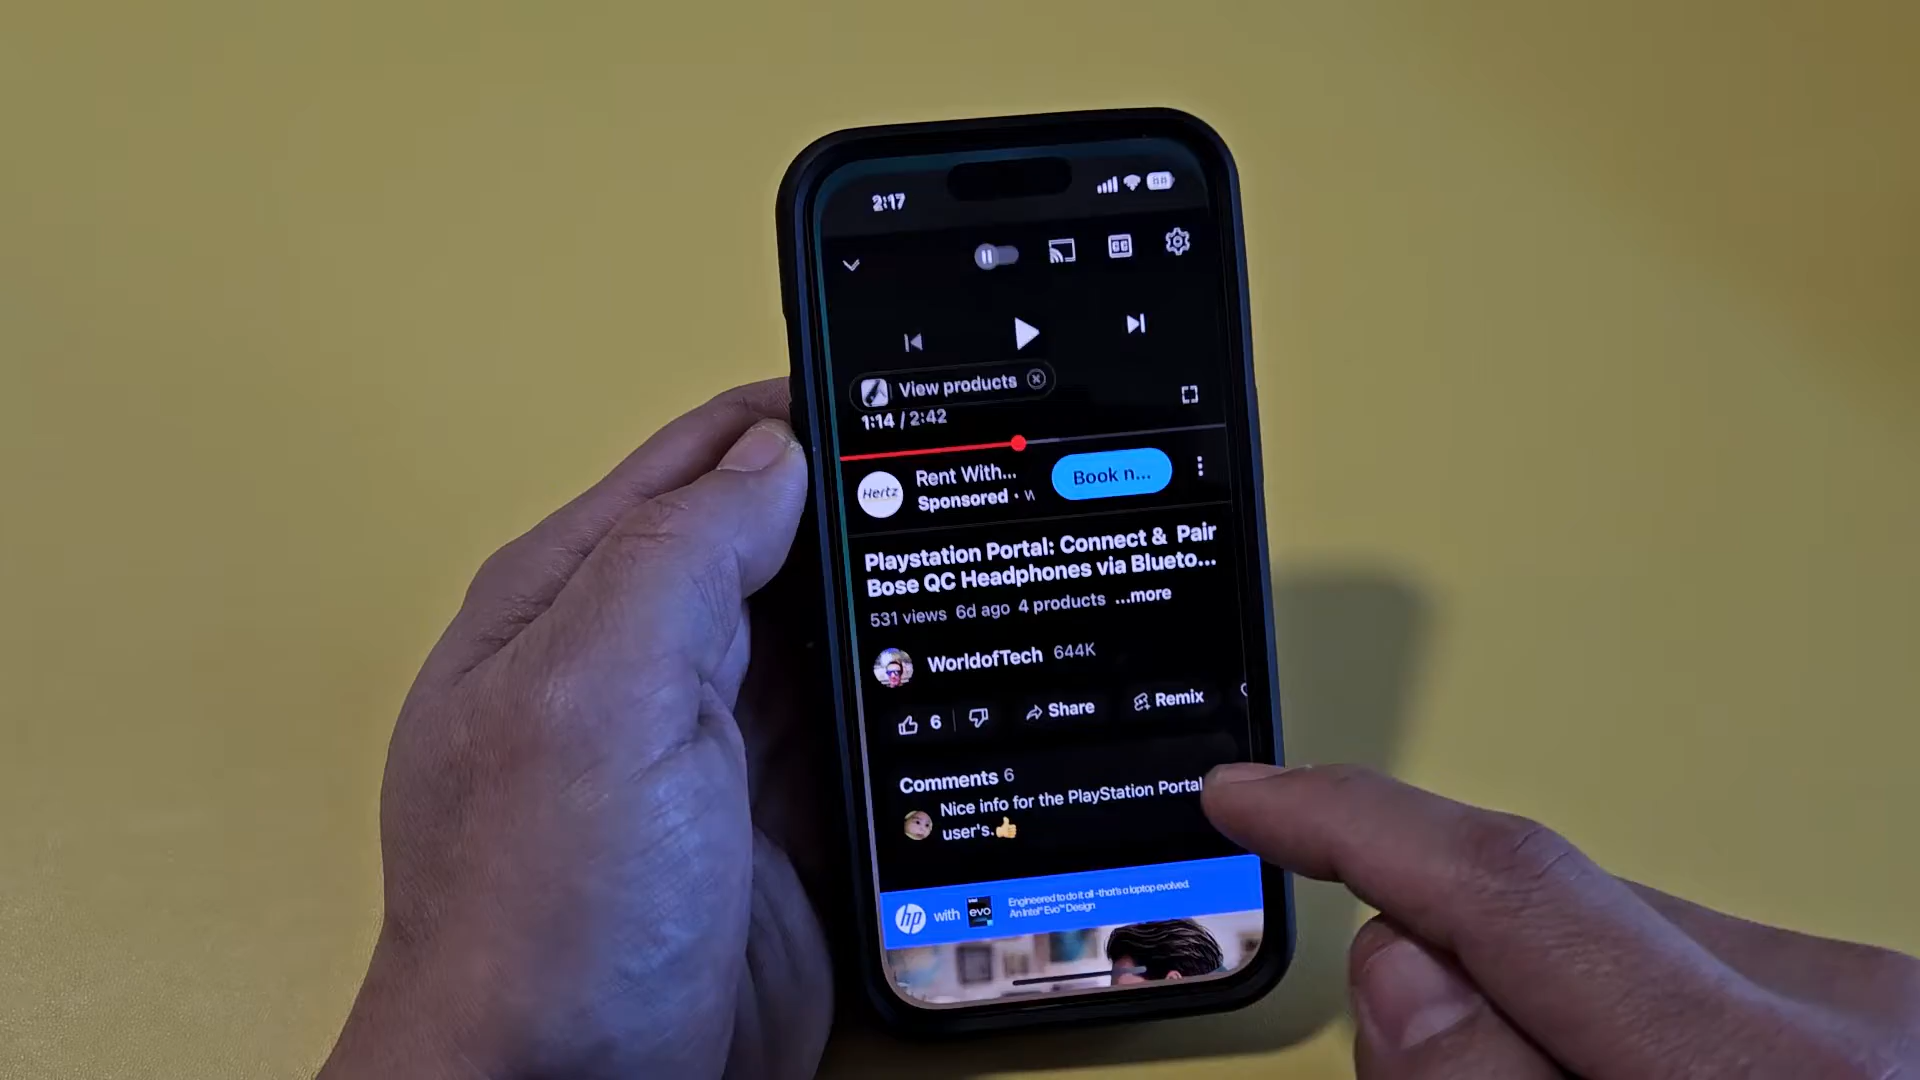 2:17
CC
View products
1:14 / 2:42
Hertz
Rent With...
Book n...
Sponsored
Playstation Portal: Connect & Pair
Bose QC Headphones via Blueto...
531 views 6d ago 4 products ...more
WorldofTech 644K
6
Share
Remix
Comments 6
Nice info for the PlayStation Portal
user's.👍
hp with intel evo
Engineered to do it all -that's a laptop evolved.
An Intel® Evo™ Design